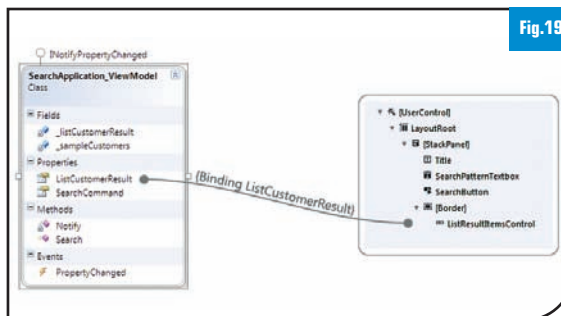 Fig.19
INotifyPropertyChanged
SearchApplication_ViewModel
Class
Fields
_listCustomerResult
_sampleCustomers
Properties
ListCustomerResult
SearchCommand
Methods
Notify
Search
Events
PropertyChanged
{Binding ListCustomerResult}
[UserControl]
LayoutRoot
[StackPanel]
Title
SearchPatternTextbox
SearchButton
[Border]
ListResultItemsControl